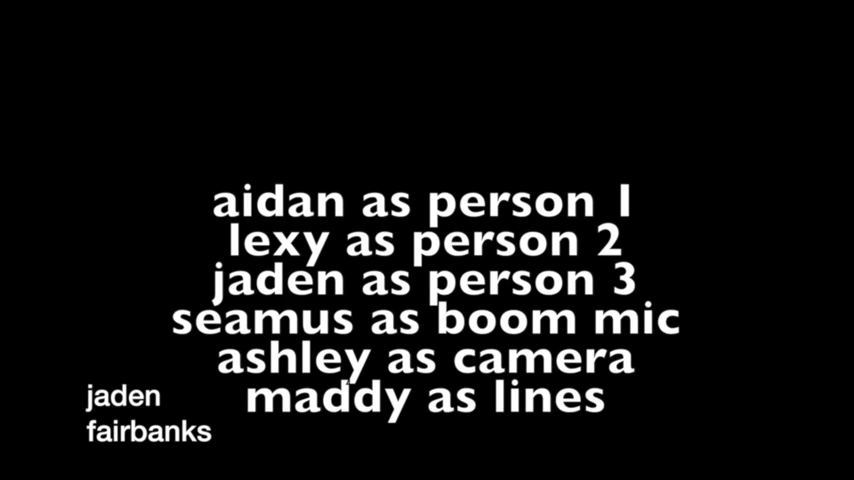 aidan as person 1
lexy as person 2
jaden as person 3
seamus as boom mic
ashley as camera
maddy as lines
jaden
fairbanks